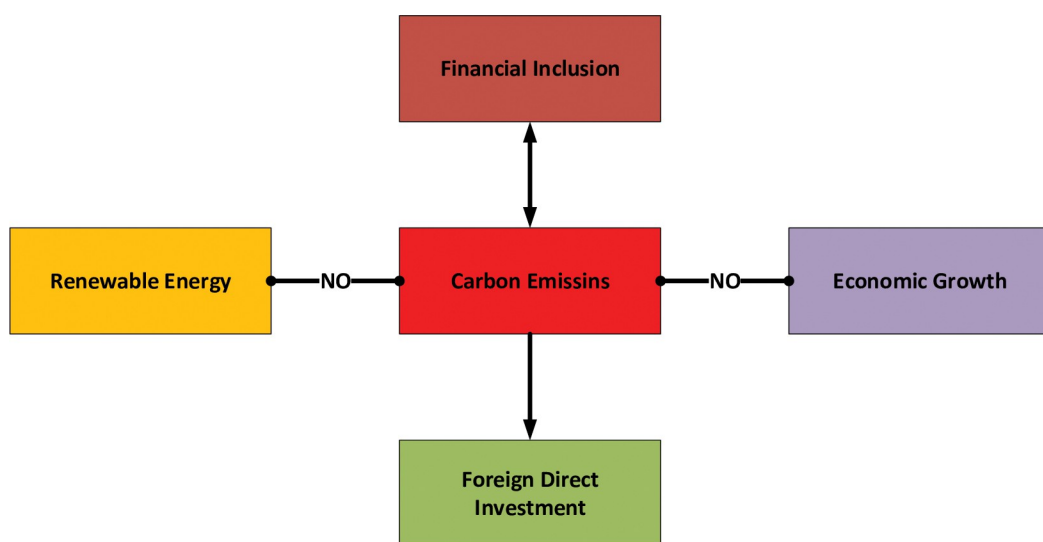 Financial Inclusion
Renewable Energy
NO
Carbon Emissins
NO
Economic Growth
Foreign Direct
Investment